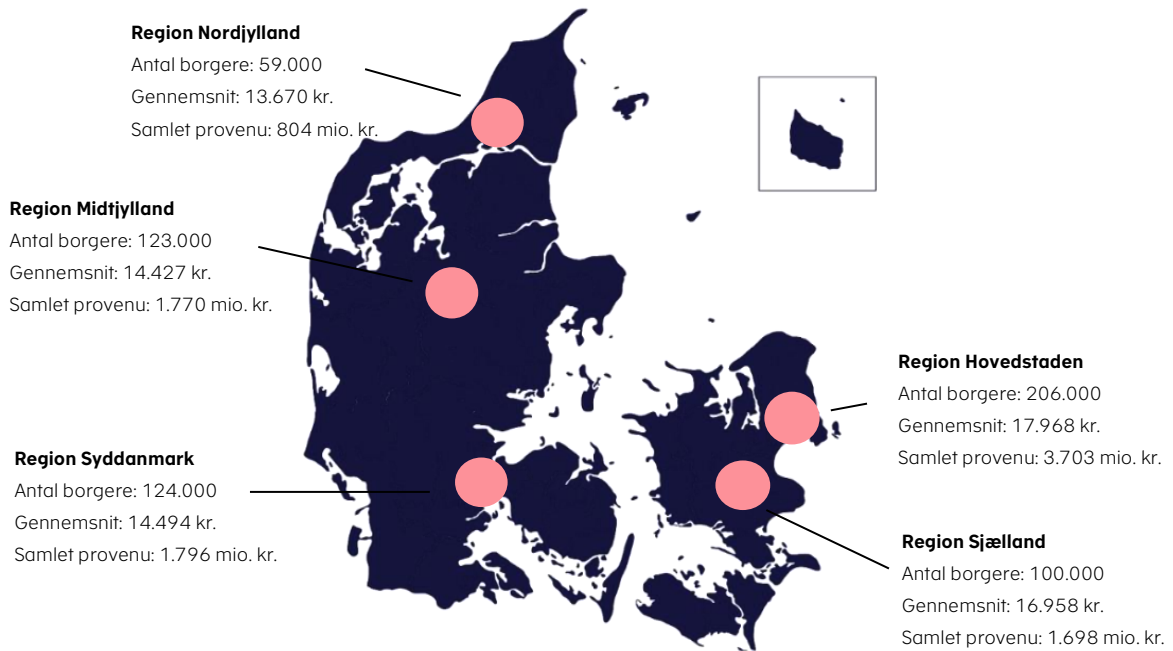 Region Nordjylland
Antal borgere: 59.000
Gennemsnit: 13.670 kr.
Samlet provenu: 804 mio. kr.
Region Midtjylland
Antal borgere: 123.000
Gennemsnit: 14.427 kr.
Samlet provenu: 1.770 mio. kr.
Region Hovedstaden
Antal borgere: 206.000
Gennemsnit: 17.968 kr.
Samlet provenu: 3.703 mio. kr.
Region Syddanmark
Antal borgere: 124.000
Gennemsnit: 14.494 kr.
Samlet provenu: 1.796 mio. kr.
Region Sjælland
Antal borgere: 100.000
Gennemsnit: 16.958 kr.
Samlet provenu: 1.698 mio. kr.